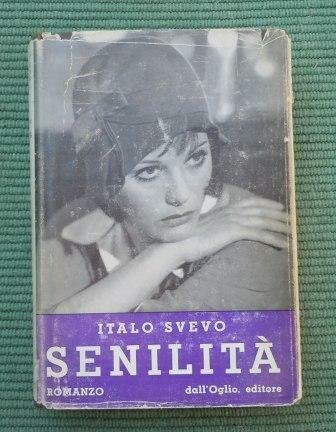 ITALO SVEVO
SENILITÀ
ROMANZO dall'Oglio, editore